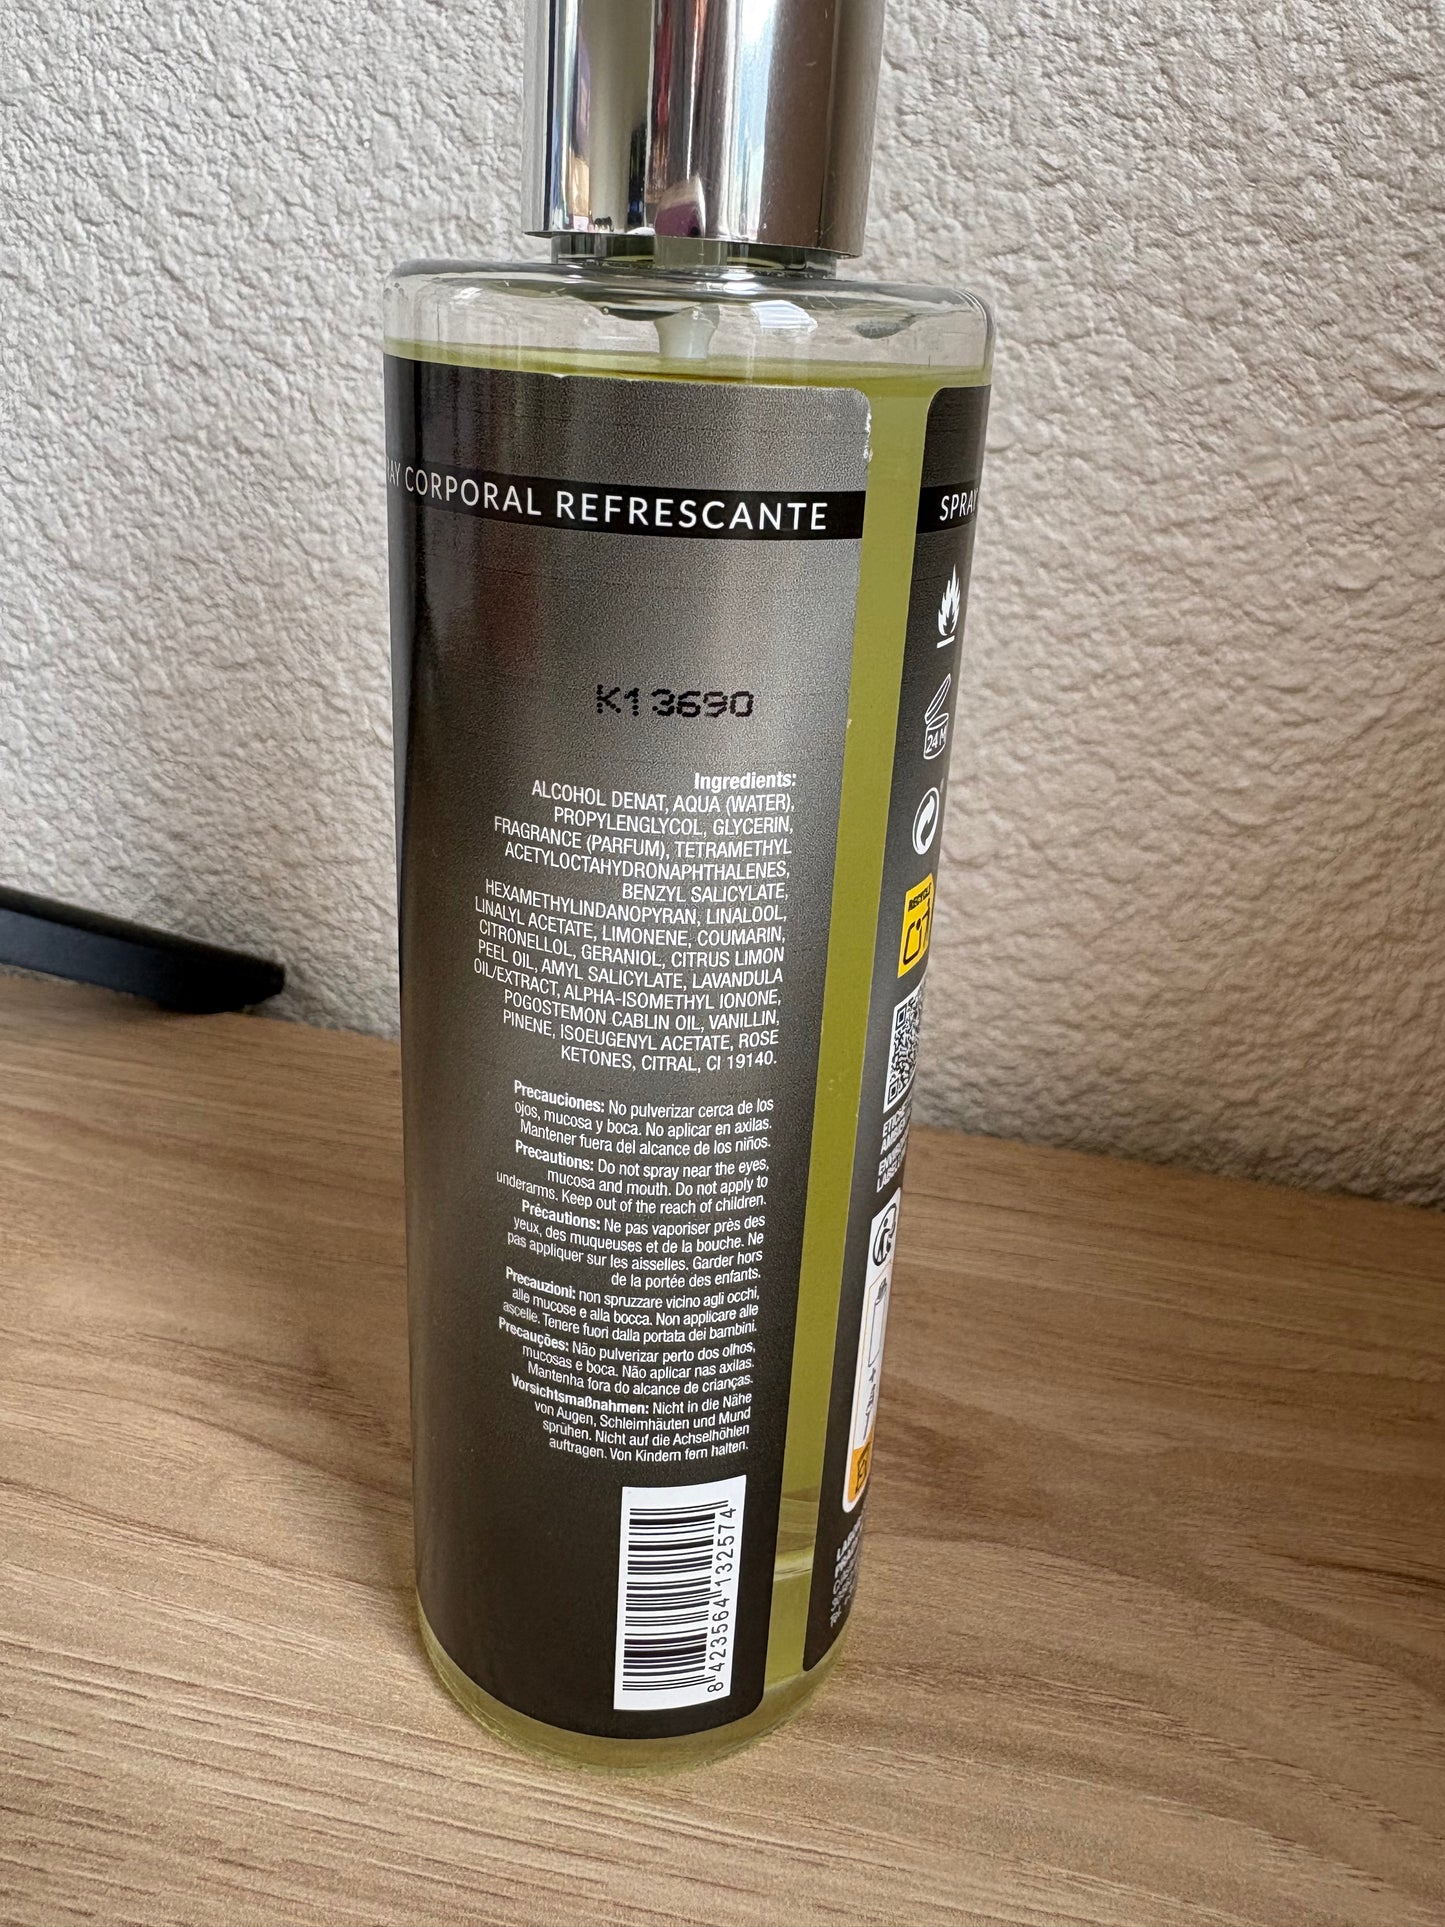 CORPORAL REFRESCANTE
K13690
Ingredients:
ALCOHOL DENAT, AQUA (WATER),
PROPYLENGLYCOL, GLYCERIN,
FRAGRANCE (PARFUM), TETRAMETHYL
ACETYLOCTAHYDRONAPHTHALENES,
BENZYL SALICYLATE,
HEXAMETHYLINDANOPYRAN, LINALOOL,
LINALYL ACETATE, LIMONENE, COUMARIN,
CITRONELLOL, GERANIOL, CITRUS LIMON
PEEL OIL, AMYL SALICYLATE, LAVANDULA
OIL/EXTRACT, ALPHA-ISOMETHYL IONONE,
POGOSTEMON CABLIN OIL, VANILLIN,
PINENE, ISOEUGENYL ACETATE, ROSE
KETONES, CITRAL, CI 19140.
Precauciones: No pulverizar cerca de los
ojos, mucosa y boca. No aplicar en axilas.
Mantener fuera del alcance de los niños.
Precautions: Do not spray near the eyes,
mucosa and mouth. Do not apply to
underarms. Keep out of the reach of children.
Prêcautions: Ne pas vaporiser près des
yeux, des muqueuses et de la bouche. Ne
pas appliquer sur les aisselles. Garder hors
de la portée des enfants.
Precauzioni: non spruzzare vicino agli occhi,
alle mucose e alla bocca. Non applicare alle
ascelle. Tenere fuori dalla portata dei bambini.
Precauções: Não pulverizar perto dos olhos,
mucosas e boca. Não aplicar nas axilas.
Mantenha fora do alcance de crianças.
Vorsichtsmaßnahmen: Nicht in die Nähe
von Augen, Schleimhäuten und Mund
sprühen. Nicht auf die Achselhöhlen
auftragen. Von Kindern fern halten.
8 423564 132574
SPRAY
24 M
RECYCLE